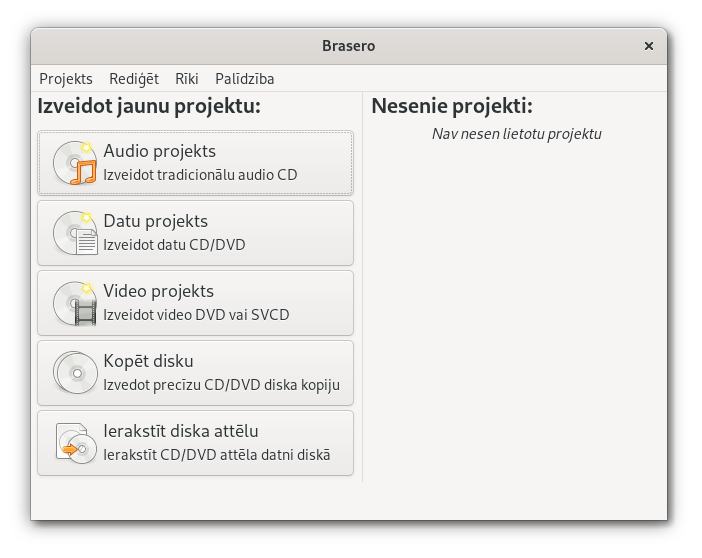 Brasero
Projekts Rediģēt Rīki Palīdzība
Izveidot jaunu projektu:
Audio projekts
Izveidot tradicionālu audio CD
Datu projekts
Izveidot datu CD/DVD
Video projekts
Izveidot video DVD vai SVCD
Kopēt disku
Izvedot precīzu CD/DVD diska kopiju
Ierakstīt diska attēlu
Ierakstīt CD/DVD attēla datni diskā
Nesenie projekti:
Nav nesen lietotu projektu